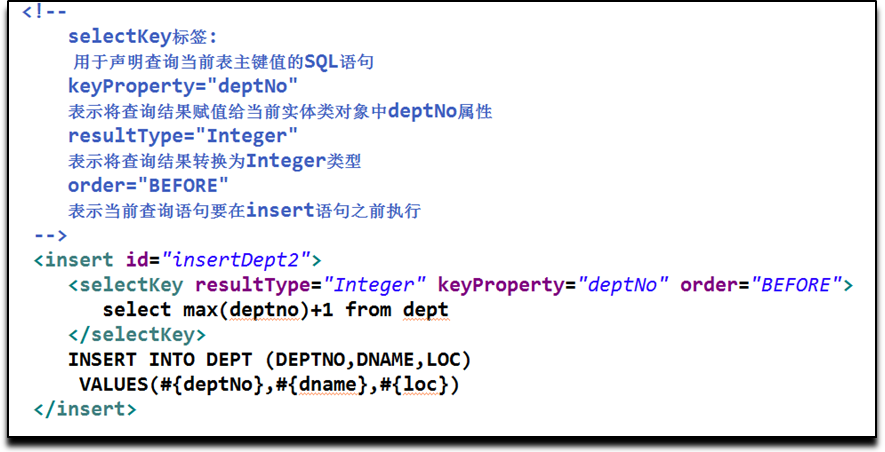 <!--
selectKey标签:
用于声明查询当前表主键值的SQL语句
keyProperty="deptNo"
表示将查询结果赋值给当前实体类对象中deptNo属性
resultType="Integer"
表示将查询结果转换为Integer类型
order="BEFORE"
表示当前查询语句要在insert语句之前执行
-->
<insert id="insertDept2">
<selectKey resultType="Integer" keyProperty="deptNo" order="BEFORE">
select max(deptno)+1 from dept
</selectKey>
INSERT INTO DEPT (DEPTNO,DNAME,LOC)
VALUES(#{deptNo},#{dname},#{loc})
</insert>